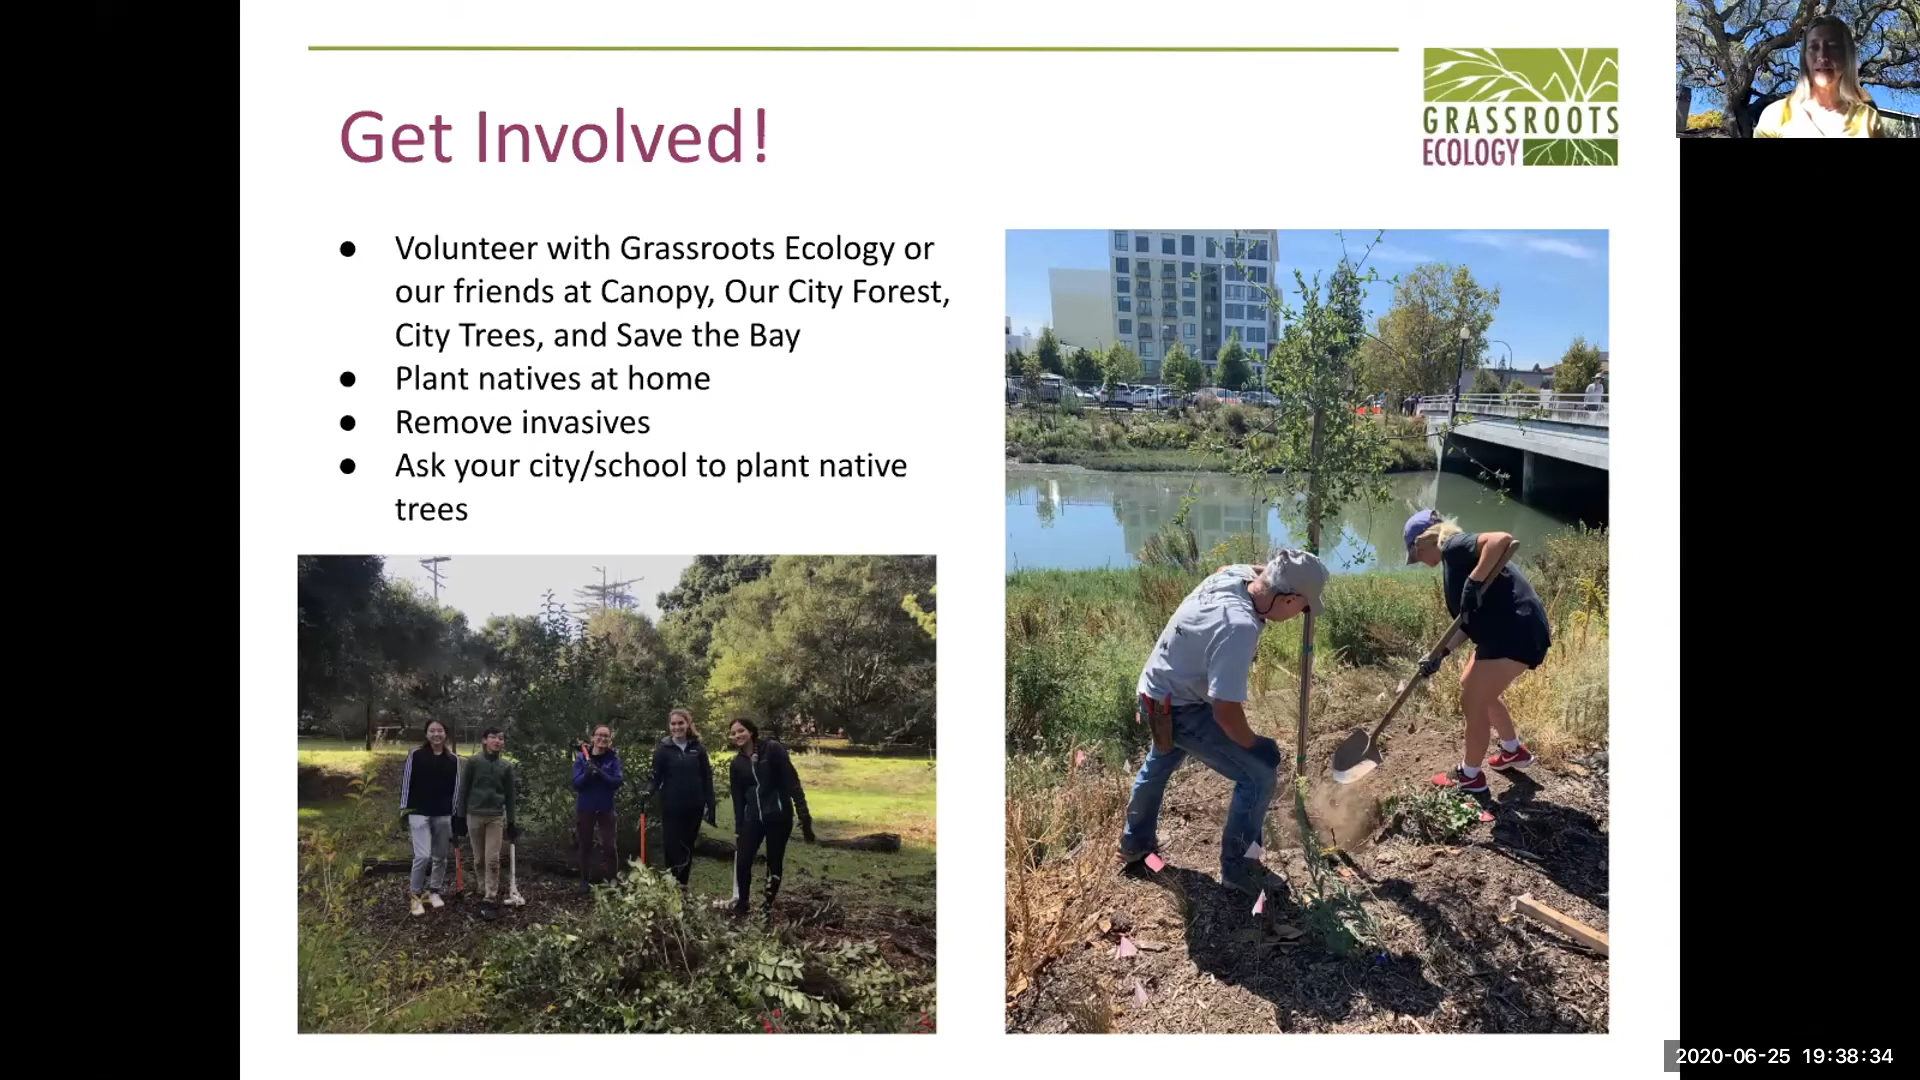 GRASSROOTS
ECOLOGY
Get Involved!
● Volunteer with Grassroots Ecology or
our friends at Canopy, Our City Forest,
City Trees, and Save the Bay
● Plant natives at home
● Remove invasives
● Ask your city/school to plant native
trees
2020-06-25 19:38:34